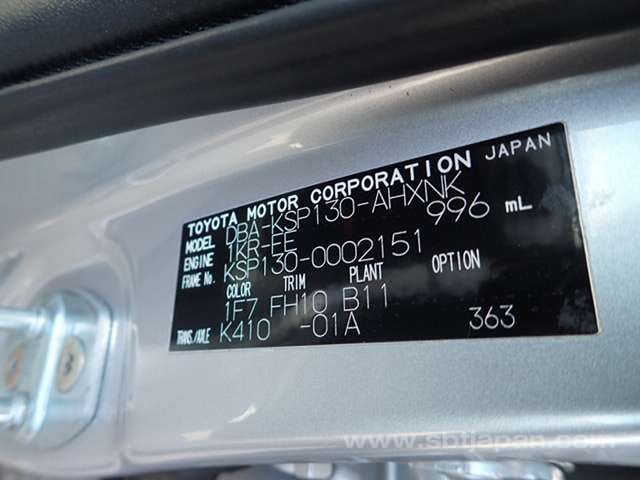 TOYOTA MOTOR CORPORATION JAPAN
MODEL DBA-KSP130-AHXNK
ENGINE 1KR-FE 996 mL
FRAME No. KSP130-0002151
COLOR TRIM PLANT OPTION
1F7 FH10 B11
TRANS./AXLE K410 -01A 363
www.sbtjapan.com